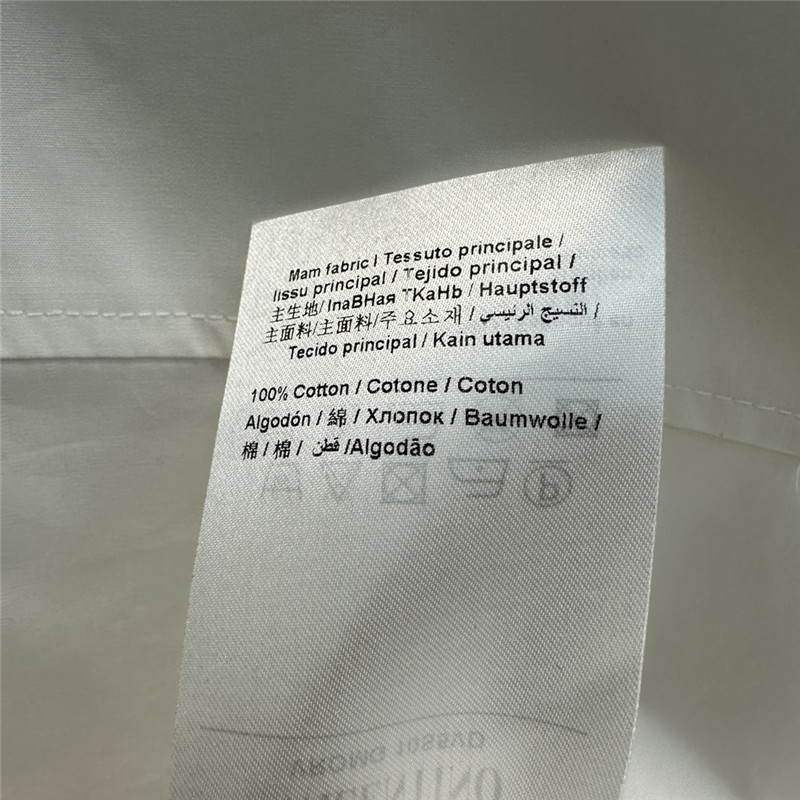 Mam fabric / Tessuto principale /
Iissu principal / Tejido principal /
主生地/ InaBHaя TKaHb / Hauptstoff
主面料/主面料/주요소재 / النسيج الرئيسي /
Tecido principal / Kain utama
100% Cotton / Cotone / Coton
Algodón / 綿 / Хлопок / Baumwolle /
棉 / 棉 / قطن /Algodão